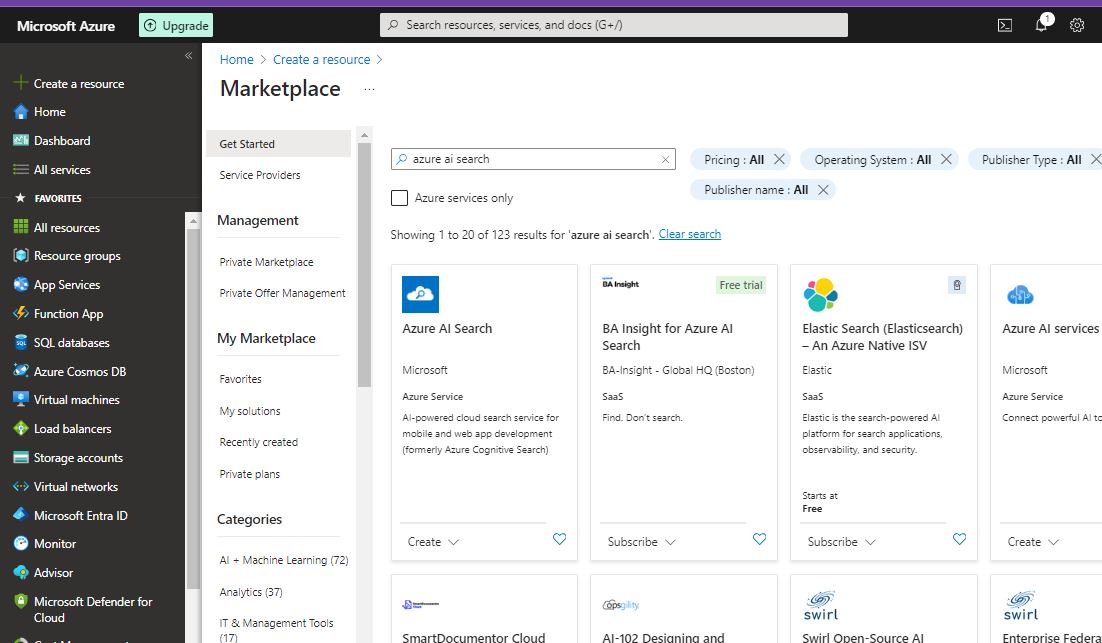 Microsoft Azure
Upgrade
Search resources, services, and docs (G+/)
1
Create a resource
Home
Dashboard
All services
FAVORITES
All resources
Resource groups
App Services
Function App
SQL databases
Azure Cosmos DB
Virtual machines
Load balancers
Storage accounts
Virtual networks
Microsoft Entra ID
Monitor
Advisor
Microsoft Defender for
Cloud
Home > Create a resource >
Marketplace ...
Get Started
Service Providers
Management
Private Marketplace
Private Offer Management
My Marketplace
Favorites
My solutions
Recently created
Private plans
Categories
AI + Machine Learning (72)
Analytics (37)
IT & Management Tools
(17)
azure ai search
Pricing : All
Operating System : All
Publisher Type : All
Publisher name : All
Azure services only
Showing 1 to 20 of 123 results for 'azure ai search'. Clear search
Azure AI Search
Microsoft
Azure Service
AI-powered cloud search service for
mobile and web app development
(formerly Azure Cognitive Search)
Create
BA Insight
Free trial
BA Insight for Azure AI
Search
BA-Insight - Global HQ (Boston)
SaaS
Find. Don't search.
Subscribe
Elastic Search (Elasticsearch)
– An Azure Native ISV
Elastic
SaaS
Elastic is the search-powered AI
platform for search applications,
observability, and security.
Starts at
Free
Subscribe
Azure AI services
Microsoft
Azure Service
Connect powerful AI to
Create
SmartDocumentor Cloud
opsgility
AI-102 Designing and
swirl
Swirl Open-Source AI
swirl
Enterprise Federa